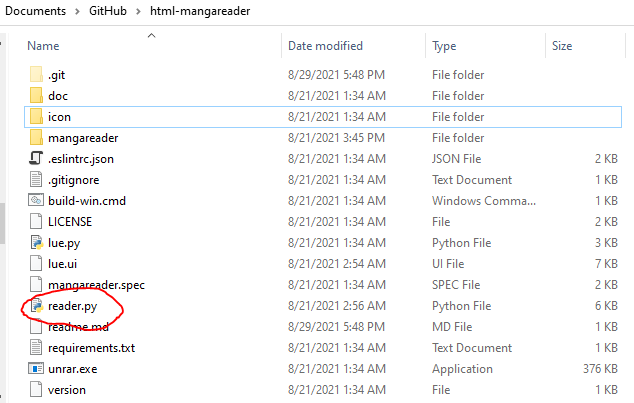 Documents > GitHub > html-mangareader
Name Date modified Type Size
.git 8/29/2021 5:48 PM File folder
doc 8/21/2021 1:34 AM File folder
icon 8/21/2021 1:34 AM File folder
mangareader 8/21/2021 3:45 PM File folder
.eslintrc.json 8/21/2021 1:34 AM JSON File 2 KB
.gitignore 8/21/2021 1:34 AM Text Document 1 KB
build-win.cmd 8/21/2021 1:34 AM Windows Comma... 1 KB
LICENSE 8/21/2021 1:34 AM File 2 KB
lue.py 8/21/2021 1:34 AM Python File 3 KB
lue.ui 8/21/2021 2:54 AM UI File 7 KB
mangareader.spec 8/21/2021 1:34 AM SPEC File 2 KB
reader.py 8/21/2021 2:56 AM Python File 6 KB
readme.md 8/29/2021 5:48 PM MD File 1 KB
requirements.txt 8/21/2021 1:34 AM Text Document 1 KB
unrar.exe 8/21/2021 1:34 AM Application 376 KB
version 8/21/2021 1:34 AM File 1 KB